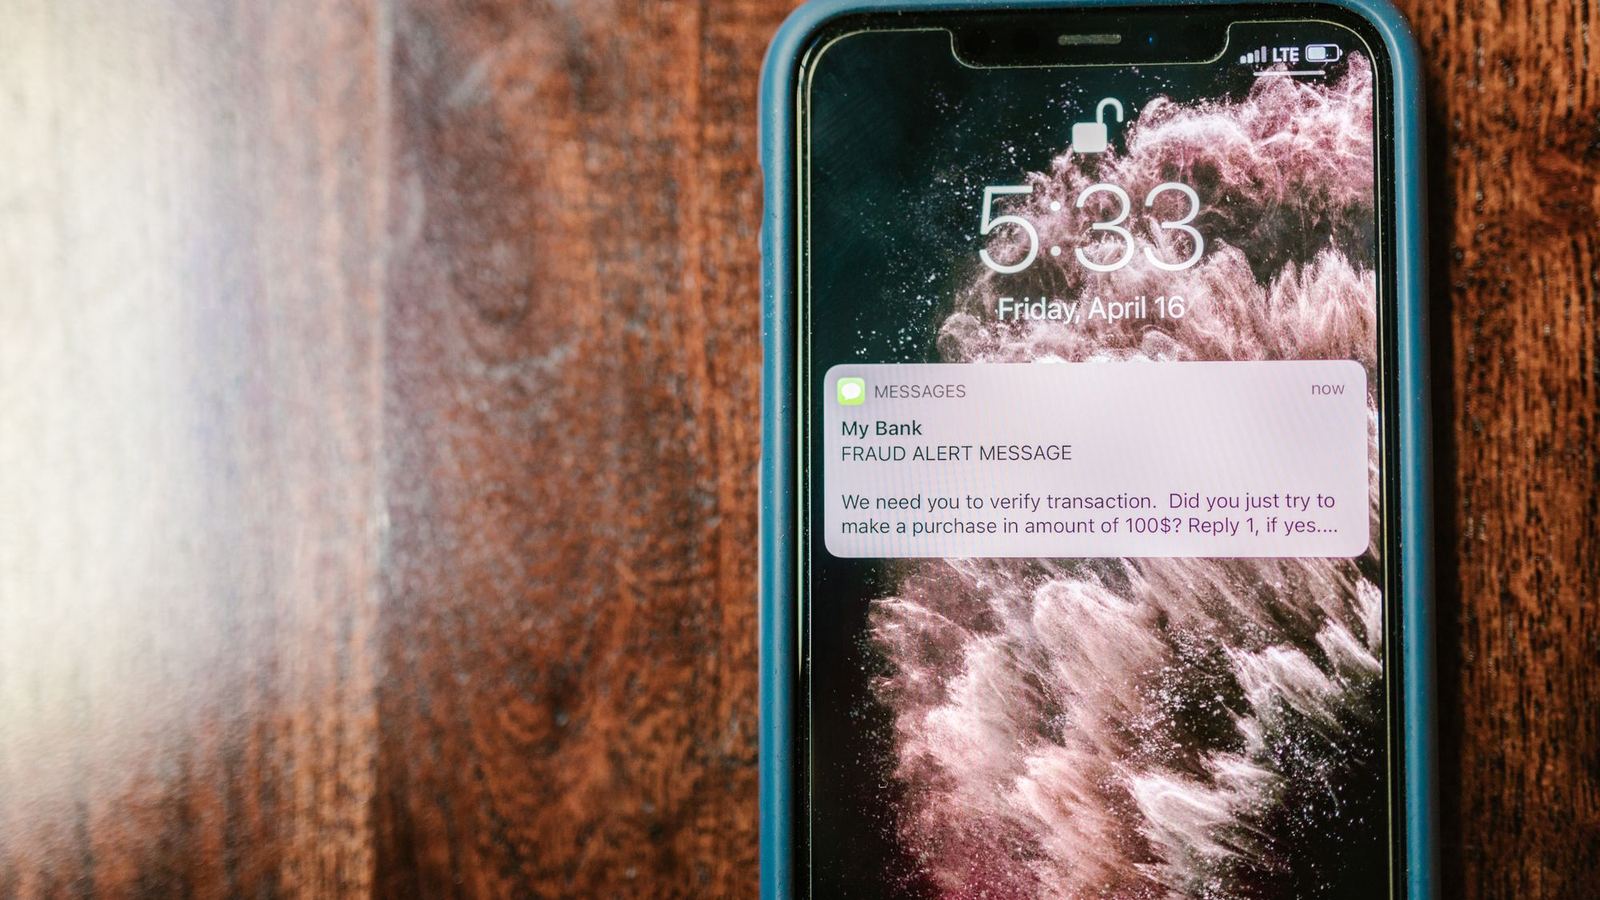 LTE
5:33
Friday, April 16
MESSAGES now
My Bank
FRAUD ALERT MESSAGE
We need you to verify transaction. Did you just try to
make a purchase in amount of 100$? Reply 1, if yes....